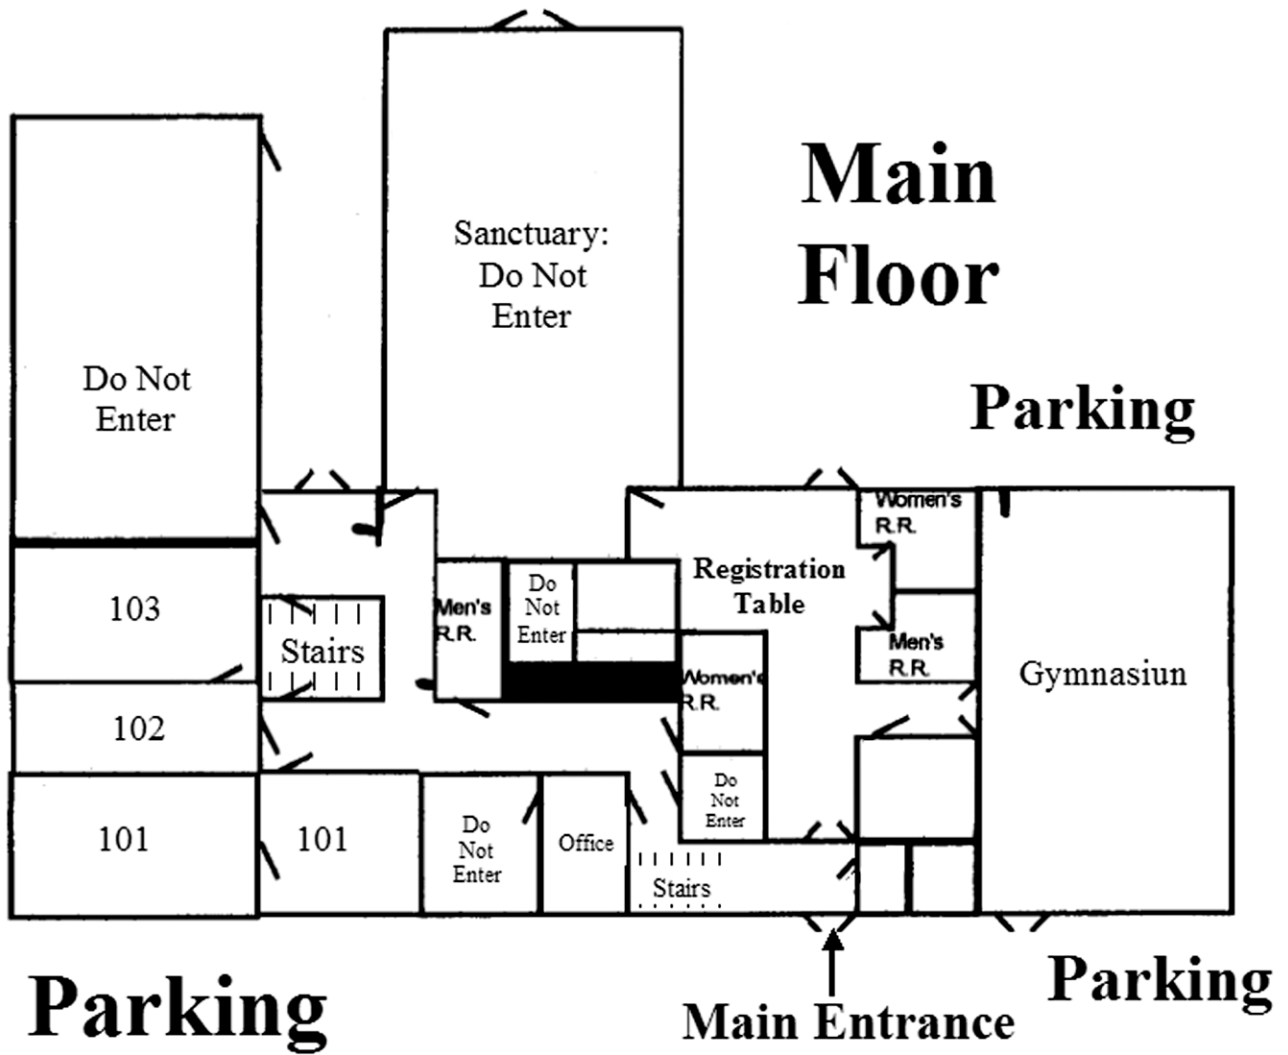 Main
Floor
Sanctuary:
Do Not
Enter
Do Not
Enter
Parking
Women's
R.R.
Registration
Table
Do
Not
Enter
Men's
R.R.
103
Stairs
Men's
R.R.
Gymnasiun
Women's
R.R.
102
Do
Not
Enter
101
101
Do
Not
Enter
Office
Stairs
Parking
Main Entrance
Parking